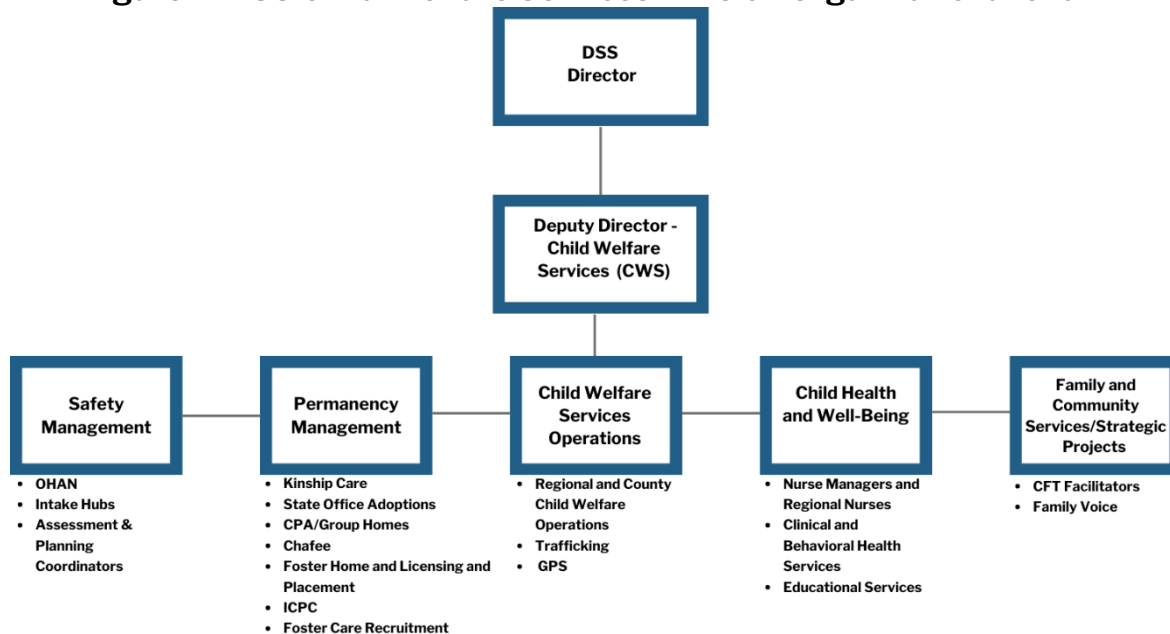 DSS
Director
Deputy Director -
Child Welfare
Services (CWS)
Safety
Management
Permanency
Management
Child Welfare
Services
Operations
Child Health
and Well-Being
Family and
Community
Services/Strategic
Projects
• OHAN
• Intake Hubs
• Assessment &
Planning
Coordinators
• Kinship Care
• State Office Adoptions
• CPA/Group Homes
• Chafee
• Foster Home and Licensing and
Placement
• ICPC
• Foster Care Recruitment
• Regional and County
Child Welfare
Operations
• Trafficking
• GPS
• Nurse Managers and
Regional Nurses
• Clinical and
Behavioral Health
Services
• Educational Services
• CFT Facilitators
• Family Voice